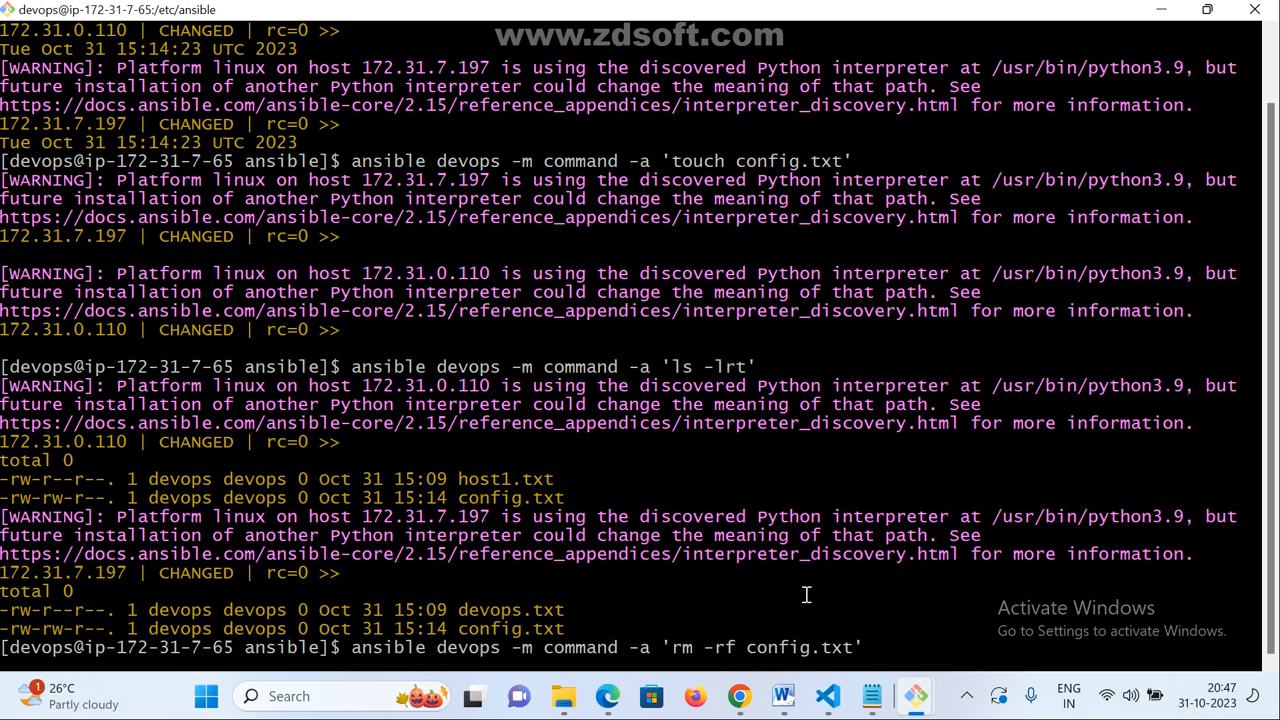 devops@ip-172-31-7-65:/etc/ansible
www.zdsoft.com
172.31.0.110 | CHANGED | rc=0 >>
Tue Oct 31 15:14:23 UTC 2023
[WARNING]: Platform linux on host 172.31.7.197 is using the discovered Python interpreter at /usr/bin/python3.9, but
future installation of another Python interpreter could change the meaning of that path. See
https://docs.ansible.com/ansible-core/2.15/reference_appendices/interpreter_discovery.html for more information.
172.31.7.197 | CHANGED | rc=0 >>
Tue Oct 31 15:14:23 UTC 2023
[devops@ip-172-31-7-65 ansible]$ ansible devops -m command -a 'touch config.txt'
[WARNING]: Platform linux on host 172.31.7.197 is using the discovered Python interpreter at /usr/bin/python3.9, but
future installation of another Python interpreter could change the meaning of that path. See
https://docs.ansible.com/ansible-core/2.15/reference_appendices/interpreter_discovery.html for more information.
172.31.7.197 | CHANGED | rc=0 >>
[WARNING]: Platform linux on host 172.31.0.110 is using the discovered Python interpreter at /usr/bin/python3.9, but
future installation of another Python interpreter could change the meaning of that path. See
https://docs.ansible.com/ansible-core/2.15/reference_appendices/interpreter_discovery.html for more information.
172.31.0.110 | CHANGED | rc=0 >>
[devops@ip-172-31-7-65 ansible]$ ansible devops -m command -a 'ls -lrt'
[WARNING]: Platform linux on host 172.31.0.110 is using the discovered Python interpreter at /usr/bin/python3.9, but
future installation of another Python interpreter could change the meaning of that path. See
https://docs.ansible.com/ansible-core/2.15/reference_appendices/interpreter_discovery.html for more information.
172.31.0.110 | CHANGED | rc=0 >>
total 0
-rw-r--r--. 1 devops devops 0 Oct 31 15:09 host1.txt
-rw-rw-r--. 1 devops devops 0 Oct 31 15:14 config.txt
[WARNING]: Platform linux on host 172.31.7.197 is using the discovered Python interpreter at /usr/bin/python3.9, but
future installation of another Python interpreter could change the meaning of that path. See
https://docs.ansible.com/ansible-core/2.15/reference_appendices/interpreter_discovery.html for more information.
172.31.7.197 | CHANGED | rc=0 >>
total 0
-rw-r--r--. 1 devops devops 0 Oct 31 15:09 devops.txt
-rw-rw-r--. 1 devops devops 0 Oct 31 15:14 config.txt
[devops@ip-172-31-7-65 ansible]$ ansible devops -m command -a 'rm -rf config.txt'
Activate Windows
Go to Settings to activate Windows.
1
26°C
Partly cloudy
Search
ENG
IN
20:47
31-10-2023